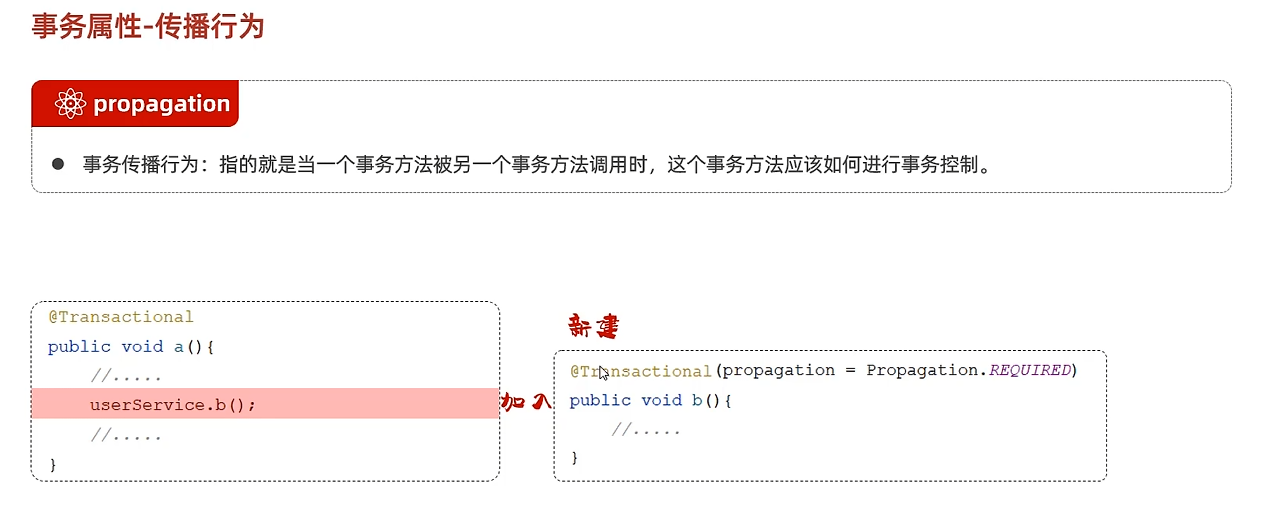 事务属性-传播行为
propagation
● 事务传播行为：指的就是当一个事务方法被另一个事务方法调用时，这个事务方法应该如何进行事务控制。
@Transactional
public void a(){
//.....
userService.b();
//.....
}
加入
新建
@Transactional(propagation = Propagation.REQUIRED)
public void b(){
//.....
}